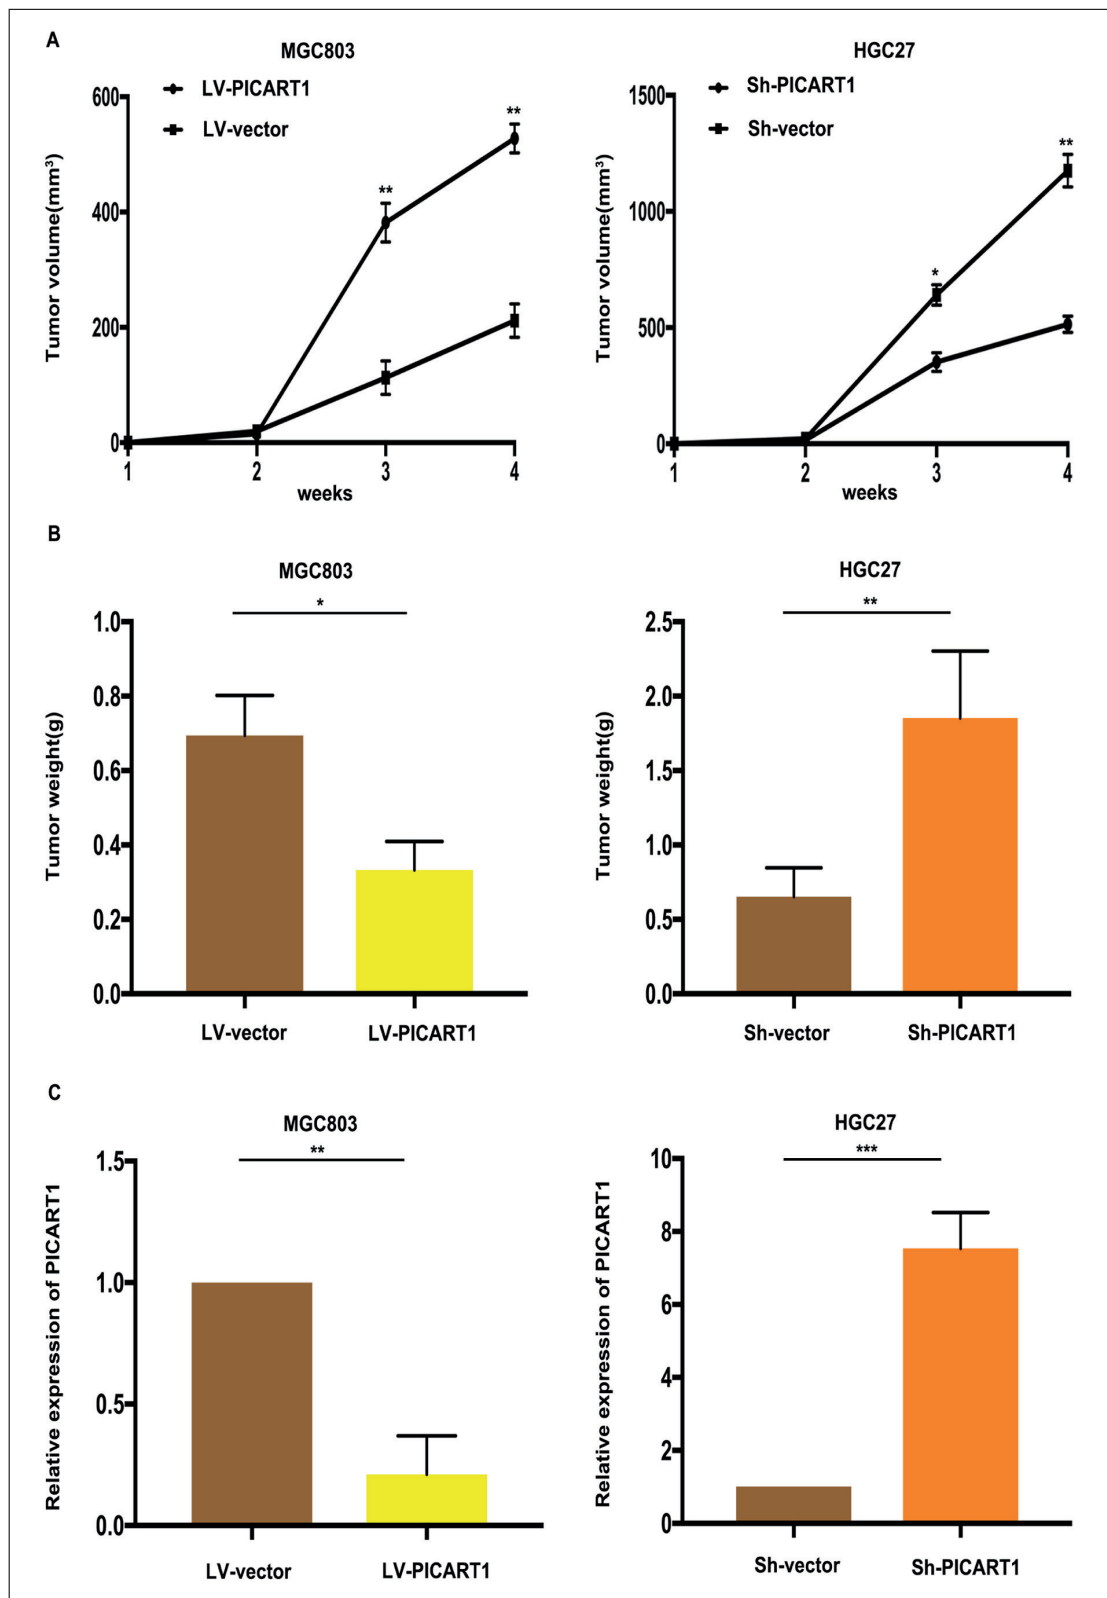 A
MGC803
LV-PICART1
LV-vector
Tumor volume(mm³)
600
400
200
0
**
**
1
2
3
4
weeks
HGC27
Sh-PICART1
Sh-vector
Tumor volume(mm³)
1500
1000
500
0
*
**
1
2
3
4
weeks
B
MGC803
*
Tumor weight(g)
1.0
0.8
0.6
0.4
0.2
0.0
LV-vector
LV-PICART1
HGC27
**
Tumor weight(g)
2.5
2.0
1.5
1.0
0.5
0.0
Sh-vector
Sh-PICART1
C
MGC803
**
Relative expression of PICART1
1.5
1.0
0.5
0.0
LV-vector
LV-PICART1
HGC27
***
Relative expression of PICART1
10
8
6
4
2
0
Sh-vector
Sh-PICART1